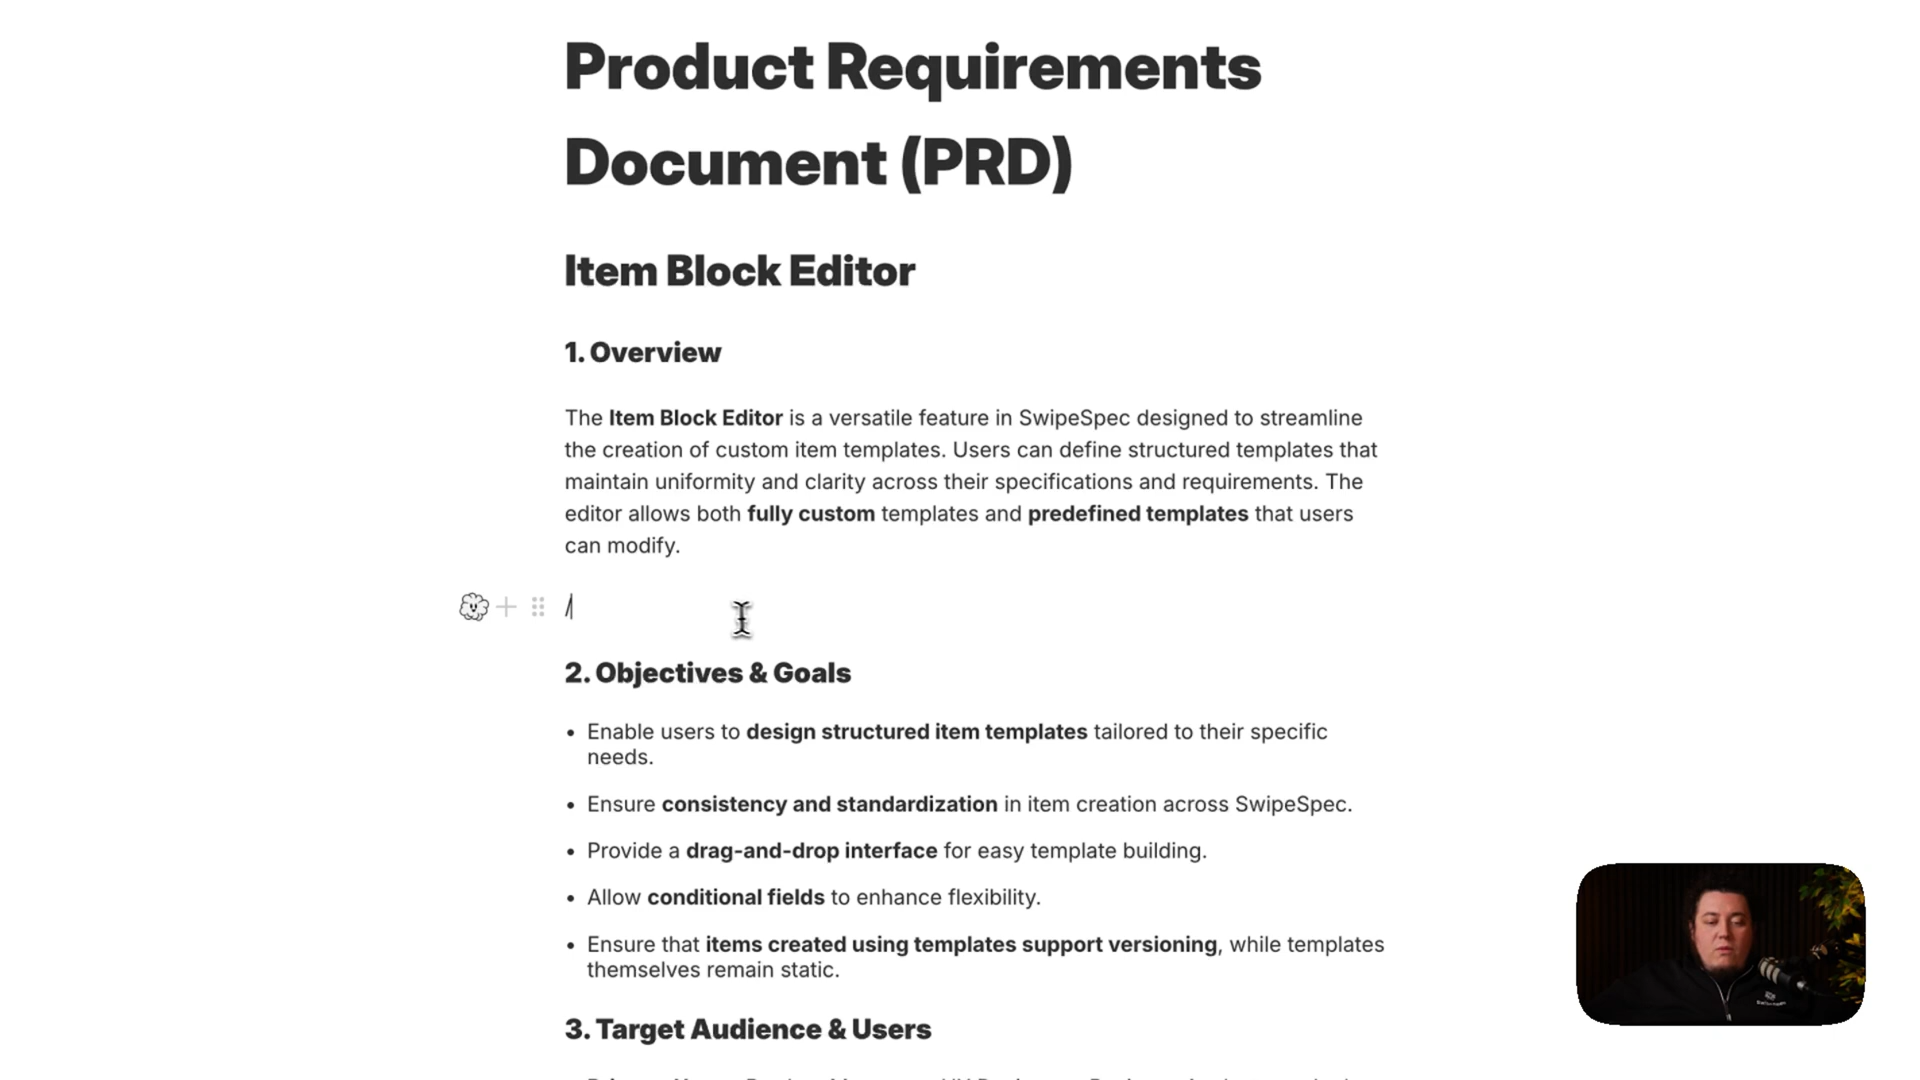 Product Requirements
Document (PRD)
Item Block Editor
1. Overview
The Item Block Editor is a versatile feature in SwipeSpec designed to streamline
the creation of custom item templates. Users can define structured templates that
maintain uniformity and clarity across their specifications and requirements. The
editor allows both fully custom templates and predefined templates that users
can modify.
/
2. Objectives & Goals
• Enable users to design structured item templates tailored to their specific
needs.
• Ensure consistency and standardization in item creation across SwipeSpec.
• Provide a drag-and-drop interface for easy template building.
• Allow conditional fields to enhance flexibility.
• Ensure that items created using templates support versioning, while templates
themselves remain static.
3. Target Audience & Users